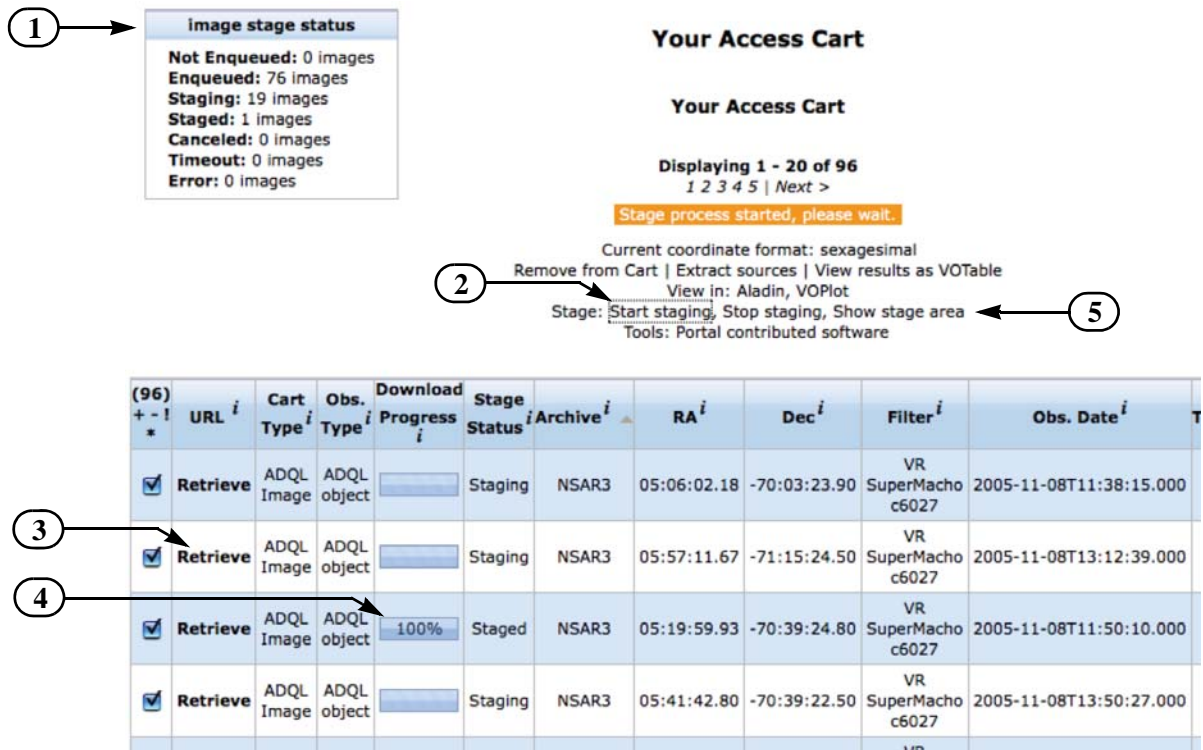 1
image stage status
Not Enqueued: 0 images
Enqueued: 76 images
Staging: 19 images
Staged: 1 images
Canceled: 0 images
Timeout: 0 images
Error: 0 images
Your Access Cart
Your Access Cart
Displaying 1 - 20 of 96
1 2 3 4 5 | Next >
Stage process started, please wait.
Current coordinate format: sexagesimal
Remove from Cart | Extract sources | View results as VOTable
View in: Aladin, VOPlot
2
Stage: Start staging, Stop staging, Show stage area
5
Tools: Portal contributed software
(96) + - ! * URL i Cart Type i Obs. Type i Download Progress i Stage Status i Archive i RA i Dec i Filter i Obs. Date i T
Retrieve ADQL Image ADQL object Staging NSAR3 05:06:02.18 -70:03:23.90 VR SuperMacho c6027 2005-11-08T11:38:15.000
3
Retrieve ADQL Image ADQL object Staging NSAR3 05:57:11.67 -71:15:24.50 VR SuperMacho c6027 2005-11-08T13:12:39.000
4
Retrieve ADQL Image ADQL object 100% Staged NSAR3 05:19:59.93 -70:39:24.80 VR SuperMacho c6027 2005-11-08T11:50:10.000
Retrieve ADQL Image ADQL object Staging NSAR3 05:41:42.80 -70:39:22.50 VR SuperMacho c6027 2005-11-08T13:50:27.000